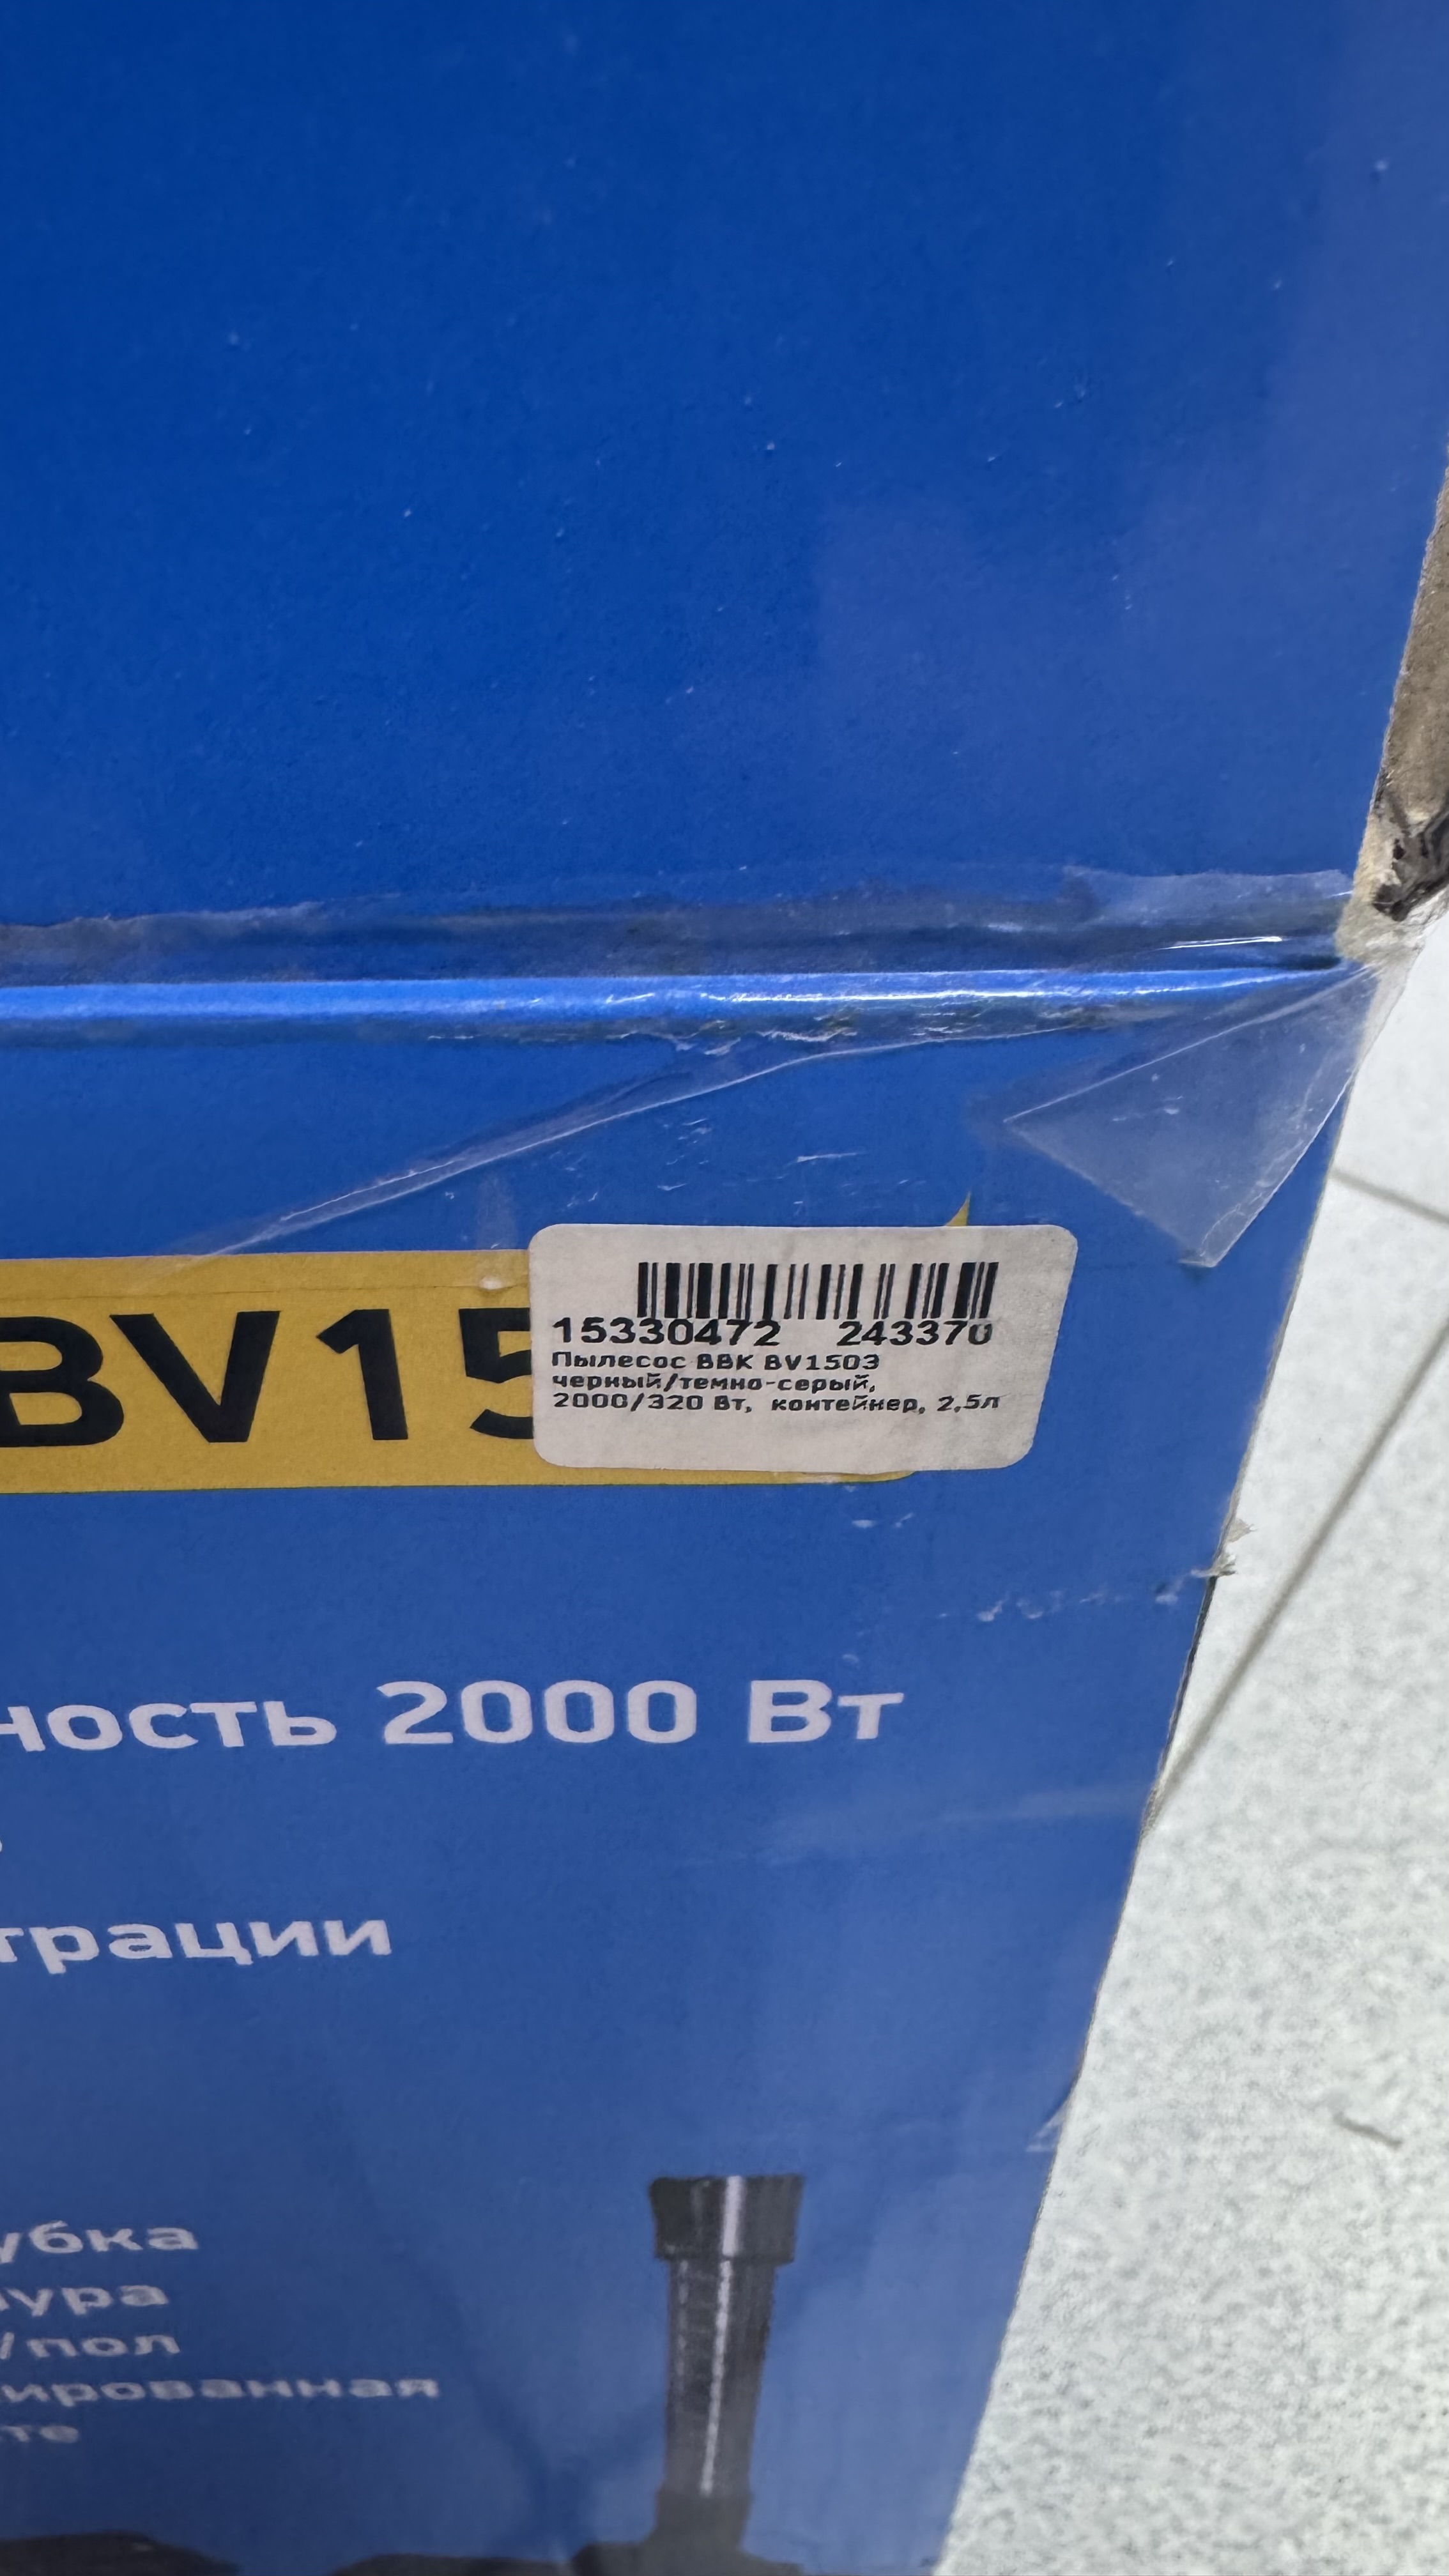 BV15
15330472 243370
Пылесос BBK BV1503
черный/темно-серый,
2000/320 Вт, контейнер, 2,5л
ность 2000 Вт
трации
убка
ура
/пол
ированная
те